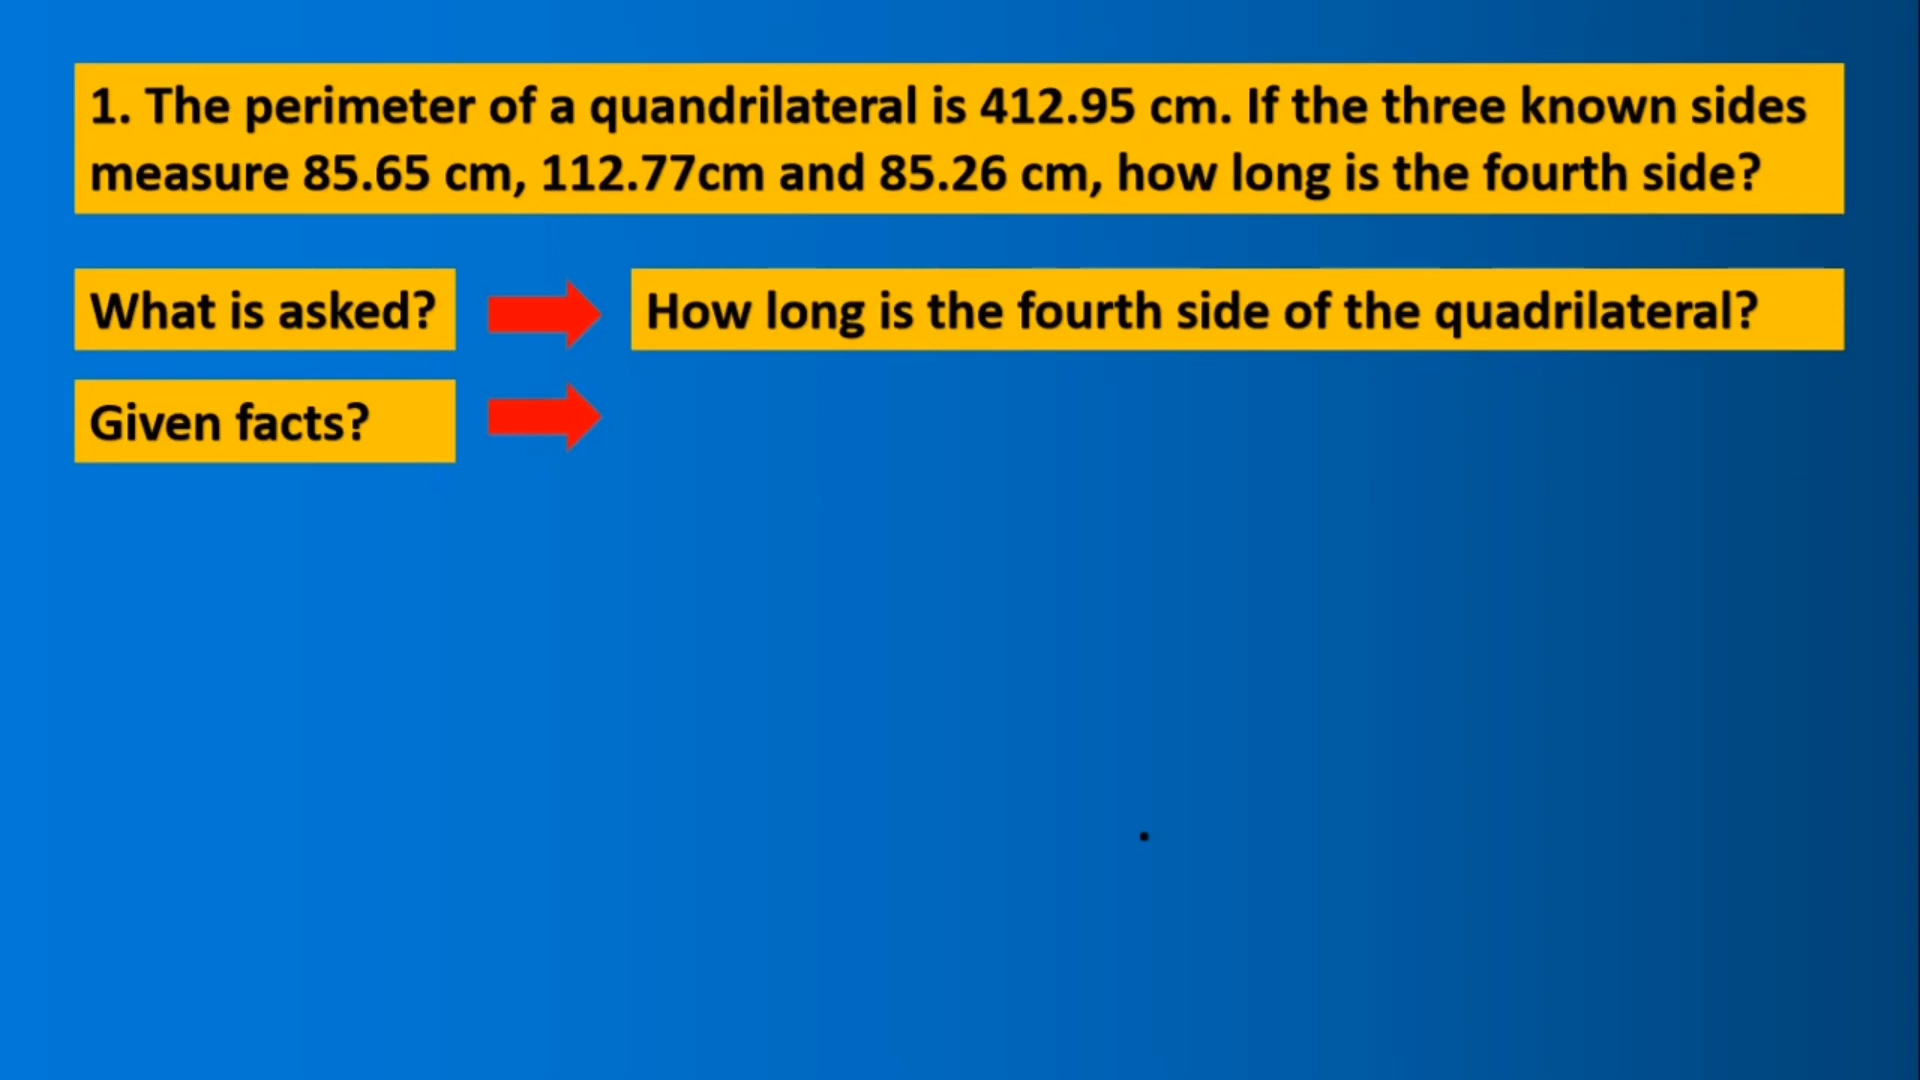 1. The perimeter of a quandrilateral is 412.95 cm. If the three known sides
measure 85.65 cm, 112.77cm and 85.26 cm, how long is the fourth side?
What is asked?
How long is the fourth side of the quadrilateral?
Given facts?